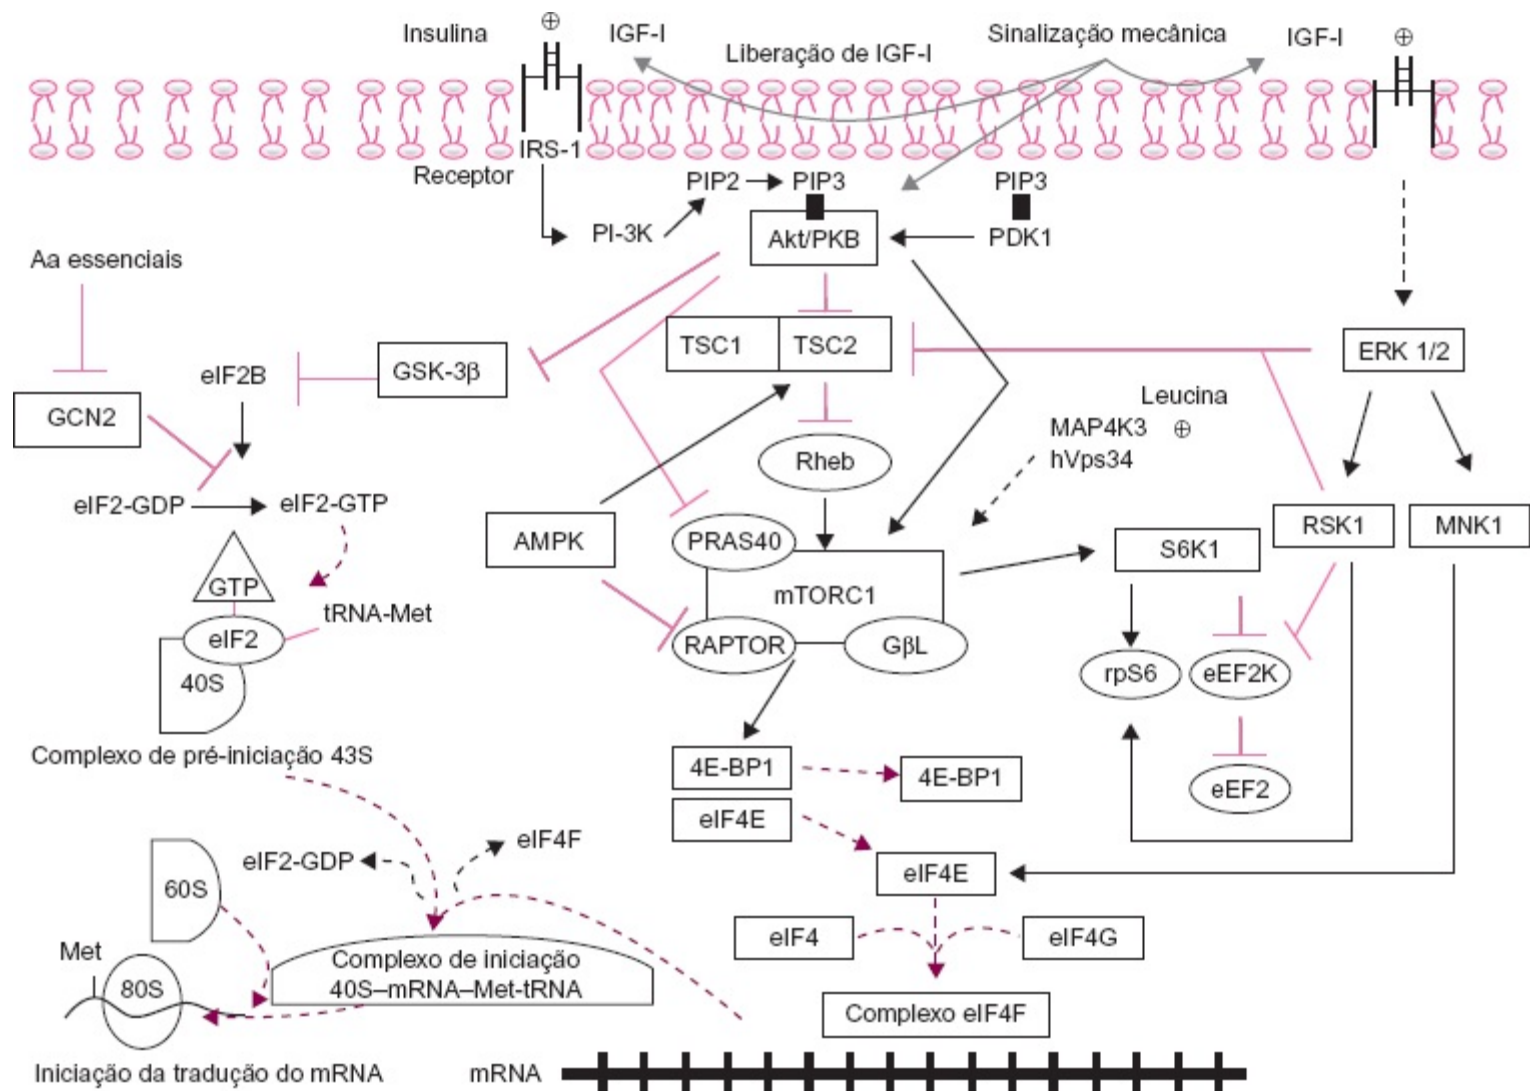 Insulina
⊕
IGF-I
Liberação de IGF-I
Sinalização mecânica
IGF-I
⊕
IRS-1
Receptor
PIP2
PIP3
PIP3
PI-3K
Akt/PKB
PDK1
Aa essenciais
TSC1
TSC2
ERK 1/2
eIF2B
GSK-3β
GCN2
Leucina
MAP4K3
⊕
hVps34
Rheb
eIF2-GDP
eIF2-GTP
AMPK
PRAS40
S6K1
RSK1
MNK1
GTP
mTORC1
tRNA-Met
eIF2
RAPTOR
GβL
40S
rpS6
eEF2K
Complexo de pré-iniciação 43S
4E-BP1
4E-BP1
eEF2
eIF4E
eIF4F
eIF2-GDP
60S
eIF4E
eIF4
eIF4G
Met
80S
Complexo de iniciação
40S–mRNA–Met-tRNA
Complexo eIF4F
Iniciação da tradução do mRNA
mRNA